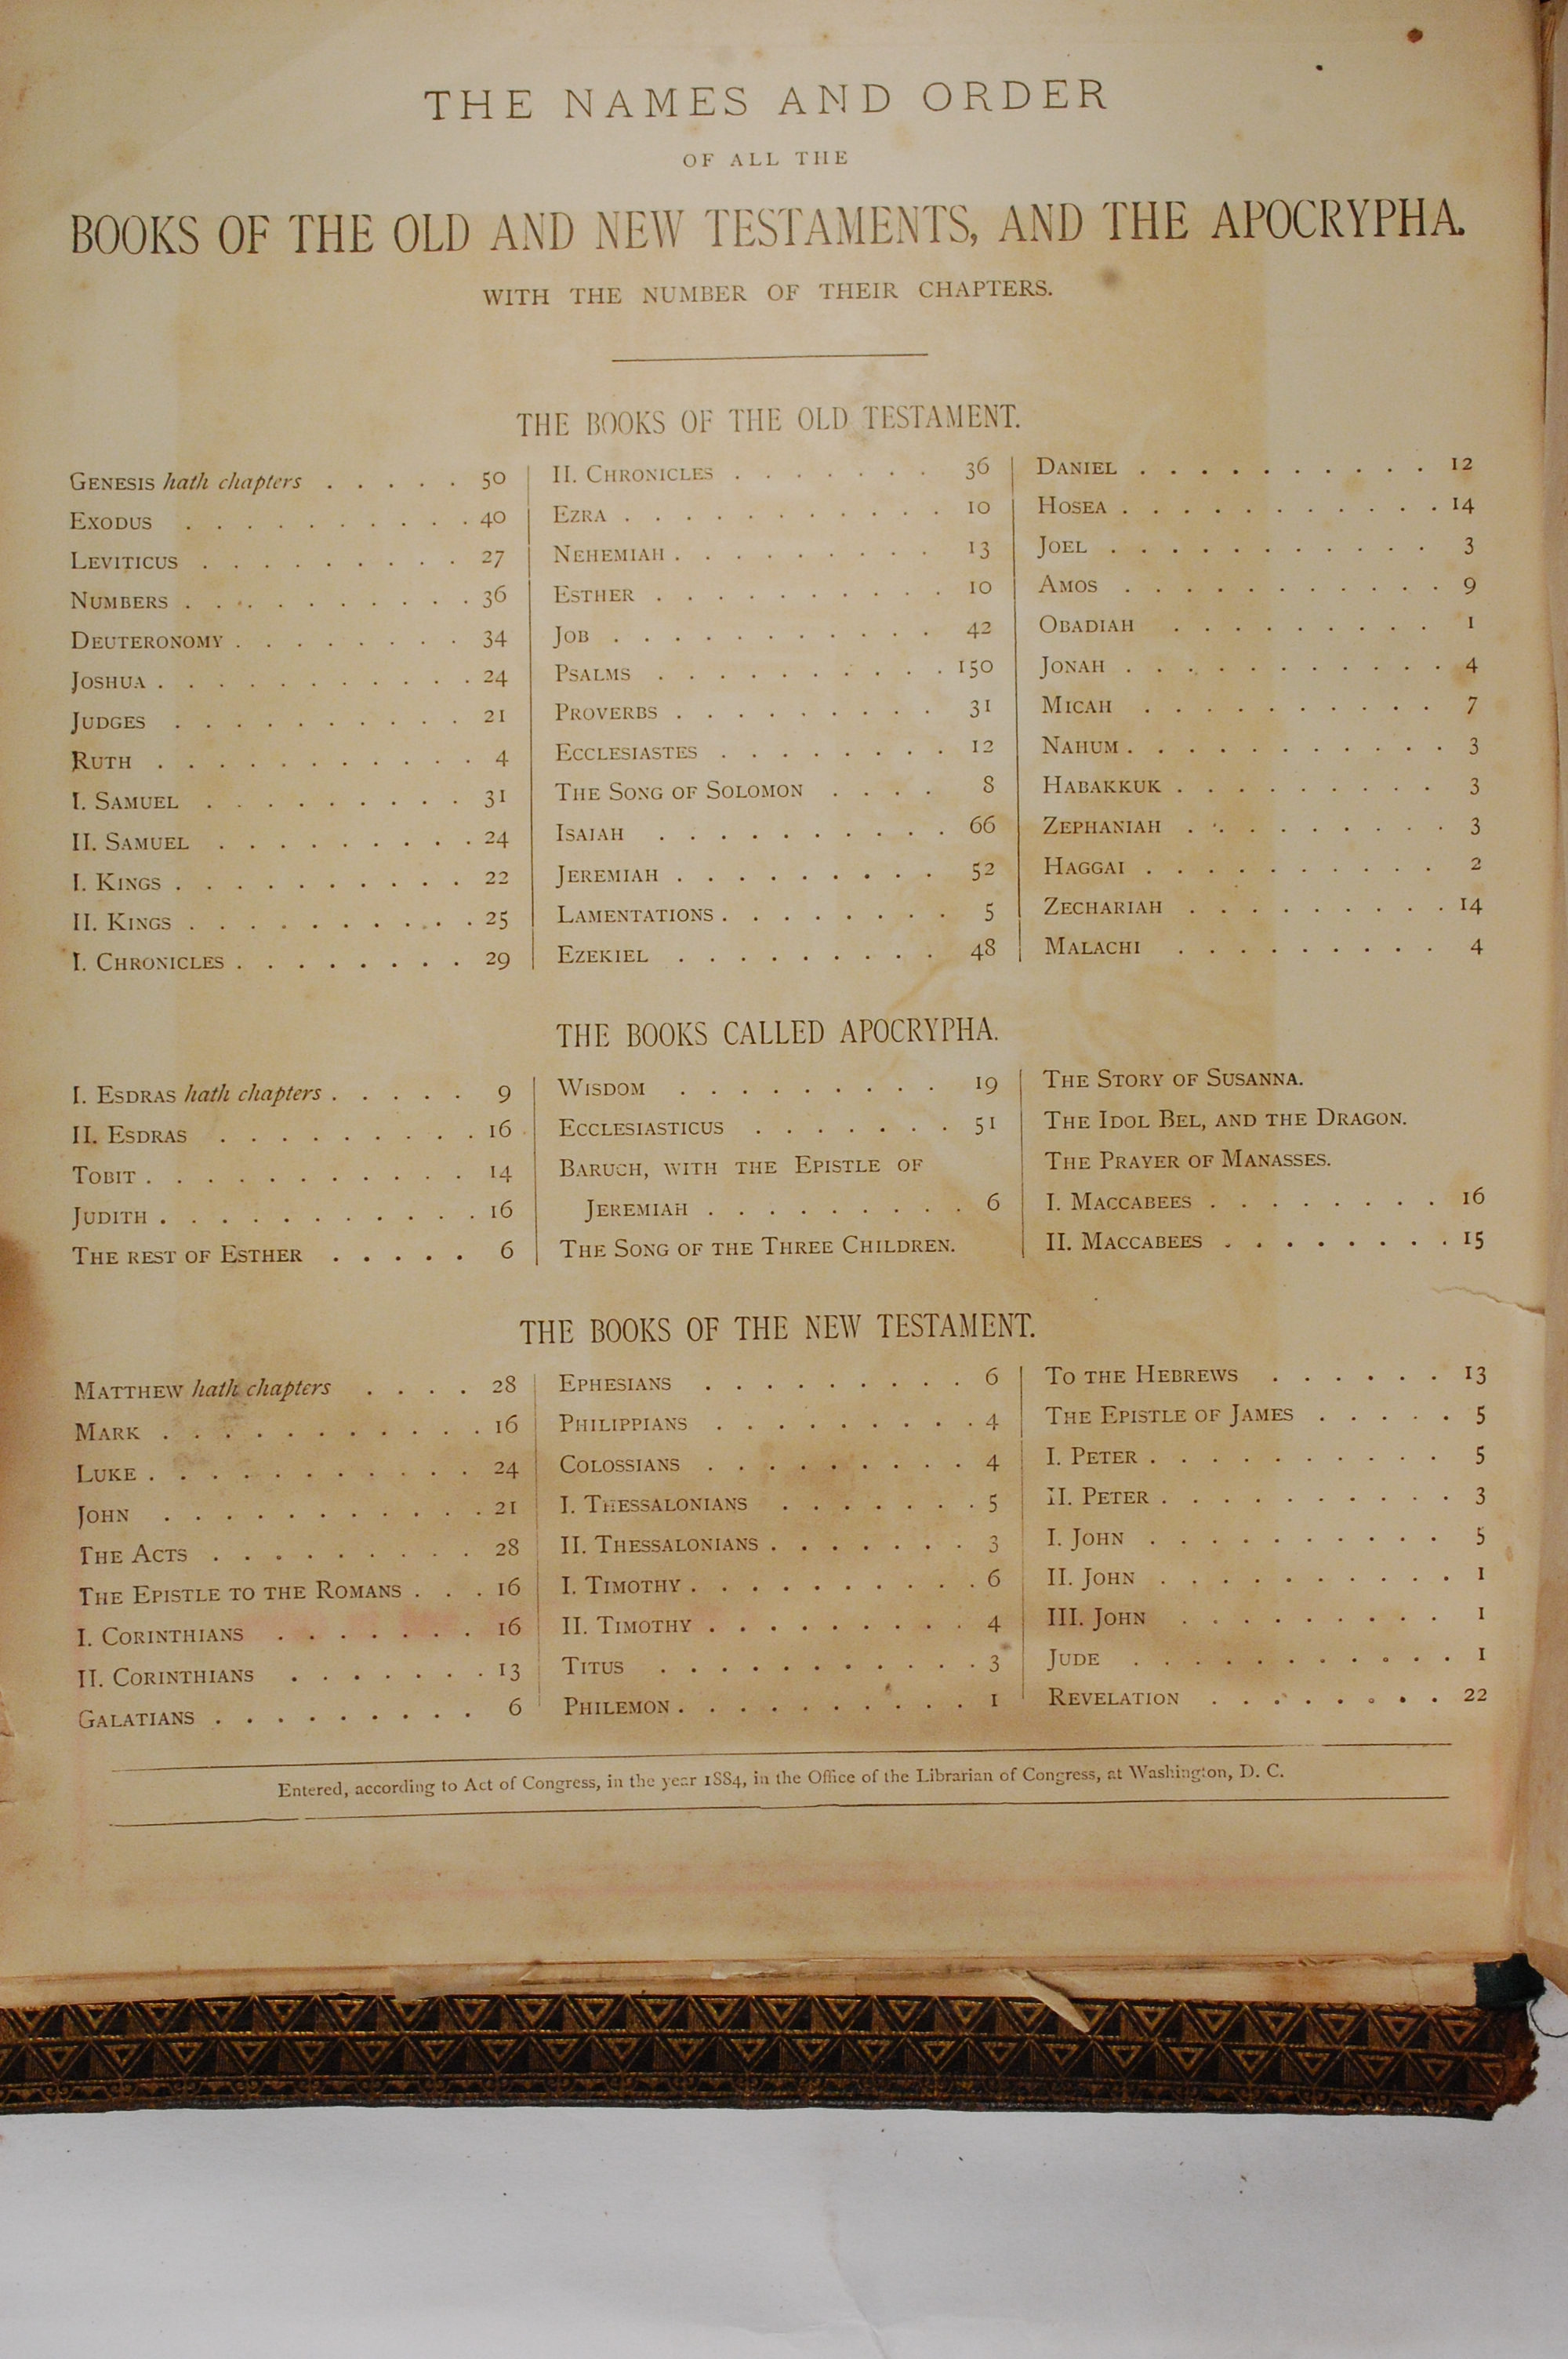 THE NAMES AND ORDER
OF ALL THE
BOOKS OF THE OLD AND NEW TESTAMENTS, AND THE APOCRYPHA.
WITH THE NUMBER OF THEIR CHAPTERS.
THE BOOKS OF THE OLD TESTAMENT.
GENESIS hath chapters . . . . . 50
EXODUS . . . . . . . . . . 40
LEVITICUS . . . . . . . . . 27
NUMBERS . . . . . . . . . . 36
DEUTERONOMY . . . . . . . . 34
JOSHUA . . . . . . . . . . . 24
JUDGES . . . . . . . . . . 21
RUTH . . . . . . . . . . . 4
I. SAMUEL . . . . . . . . . 31
II. SAMUEL . . . . . . . . . 24
I. KINGS . . . . . . . . . . 22
II. KINGS . . . . . . . . . . 25
I. CHRONICLES . . . . . . . . 29
II. CHRONICLES . . . . . . . 36
EZRA . . . . . . . . . . . 10
NEHEMIAH . . . . . . . . . 13
ESTHER . . . . . . . . . . 10
JOB . . . . . . . . . . . 42
PSALMS . . . . . . . . . . 150
PROVERBS . . . . . . . . . 31
ECCLESIASTES . . . . . . . . 12
THE SONG OF SOLOMON . . . . 8
ISAIAH . . . . . . . . . . 66
JEREMIAH . . . . . . . . . 52
LAMENTATIONS . . . . . . . . 5
EZEKIEL . . . . . . . . . 48
DANIEL . . . . . . . . . . 12
HOSEA . . . . . . . . . . . 14
JOEL . . . . . . . . . . . 3
AMOS . . . . . . . . . . . 9
OBADIAH . . . . . . . . . 1
JONAH . . . . . . . . . . . 4
MICAH . . . . . . . . . . 7
NAHUM . . . . . . . . . . . 3
HABAKKUK . . . . . . . . . 3
ZEPHANIAH . . . . . . . . . 3
HAGGAI . . . . . . . . . . 2
ZECHARIAH . . . . . . . . . 14
MALACHI . . . . . . . . . 4
THE BOOKS CALLED APOCRYPHA.
I. ESDRAS hath chapters . . . . . 9
II. ESDRAS . . . . . . . . . 16
TOBIT . . . . . . . . . . . 14
JUDITH . . . . . . . . . . . 16
THE REST OF ESTHER . . . . . 6
WISDOM . . . . . . . . . 19
ECCLESIASTICUS . . . . . . . 51
BARUCH, WITH THE EPISTLE OF
JEREMIAH . . . . . . . . . 6
THE SONG OF THE THREE CHILDREN.
THE STORY OF SUSANNA.
THE IDOL BEL, AND THE DRAGON.
THE PRAYER OF MANASSES.
I. MACCABEES . . . . . . . . 16
II. MACCABEES . . . . . . . . 15
THE BOOKS OF THE NEW TESTAMENT.
MATTHEW hath chapters . . . . 28
MARK . . . . . . . . . . . 16
LUKE . . . . . . . . . . . 24
JOHN . . . . . . . . . . . 21
THE ACTS . . . . . . . . . 28
THE EPISTLE TO THE ROMANS . . . 16
I. CORINTHIANS . . . . . . . 16
II. CORINTHIANS . . . . . . . 13
GALATIANS . . . . . . . . . 6
EPHESIANS . . . . . . . . . 6
PHILIPPIANS . . . . . . . . . 4
COLOSSIANS . . . . . . . . . 4
I. THESSALONIANS . . . . . . . 5
II. THESSALONIANS . . . . . . . 3
I. TIMOTHY . . . . . . . . . . 6
II. TIMOTHY . . . . . . . . . 4
TITUS . . . . . . . . . . . 3
PHILEMON . . . . . . . . . . 1
TO THE HEBREWS . . . . . . 13
THE EPISTLE OF JAMES . . . . . 5
I. PETER . . . . . . . . . . 5
II. PETER . . . . . . . . . . 3
I. JOHN . . . . . . . . . . 5
II. JOHN . . . . . . . . . . 1
III. JOHN . . . . . . . . . 1
JUDE . . . . . . . . . . . 1
REVELATION . . . . . . . . 22
Entered, according to Act of Congress, in the year 1884, in the Office of the Librarian of Congress, at Washington, D. C.